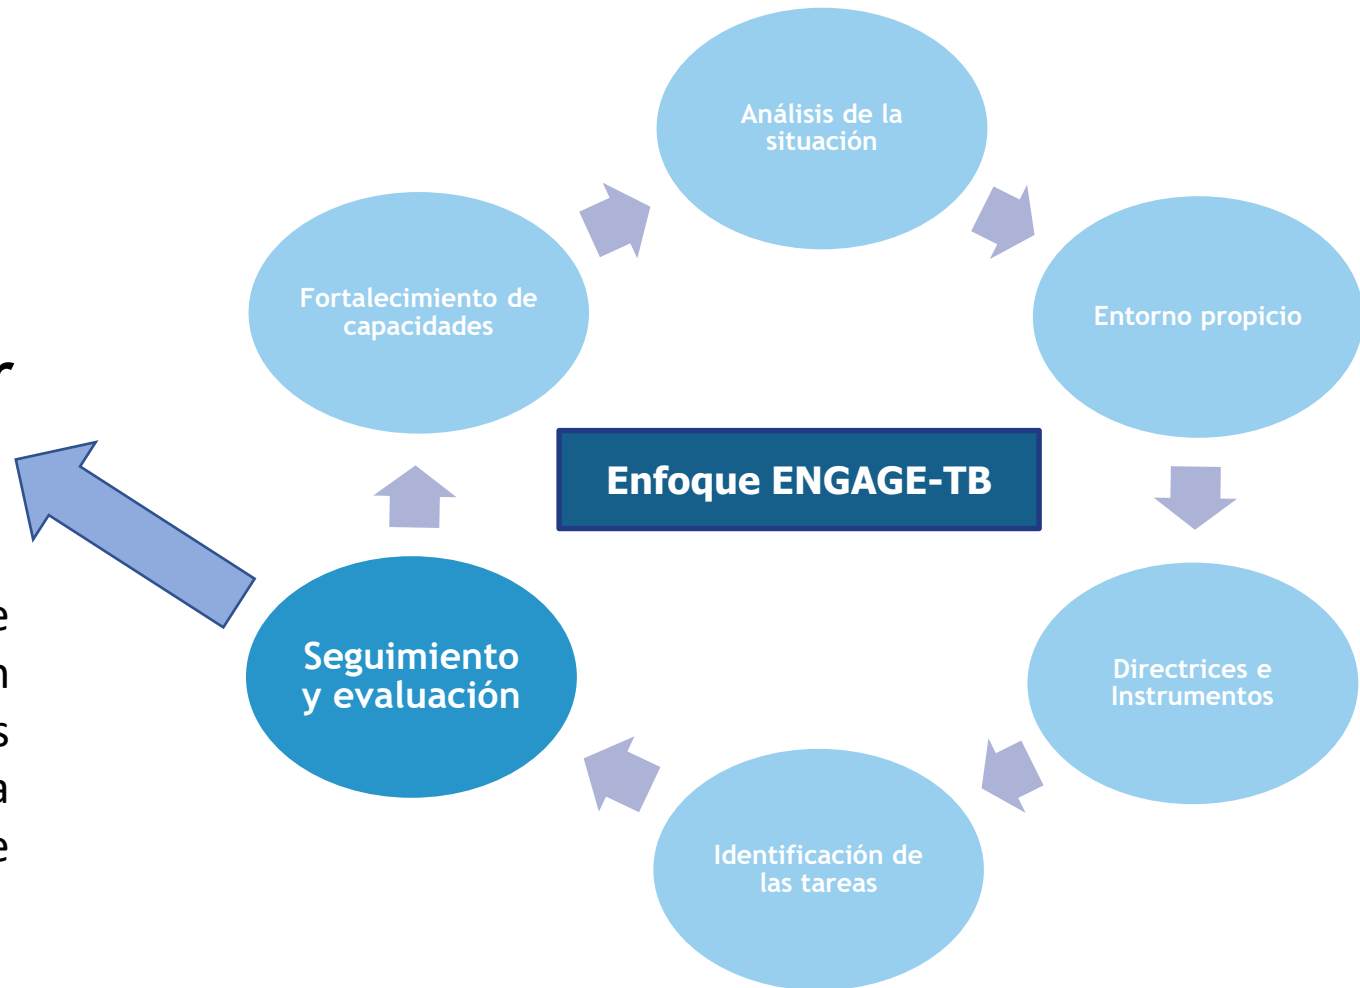 Análisis de la
situación
Entorno propicio
Directrices e
Instrumentos
Identificación de
las tareas
Seguimiento
y evaluación
Fortalecimiento de
capacidades
Enfoque ENGAGE-TB
r
e
n
s
a
e